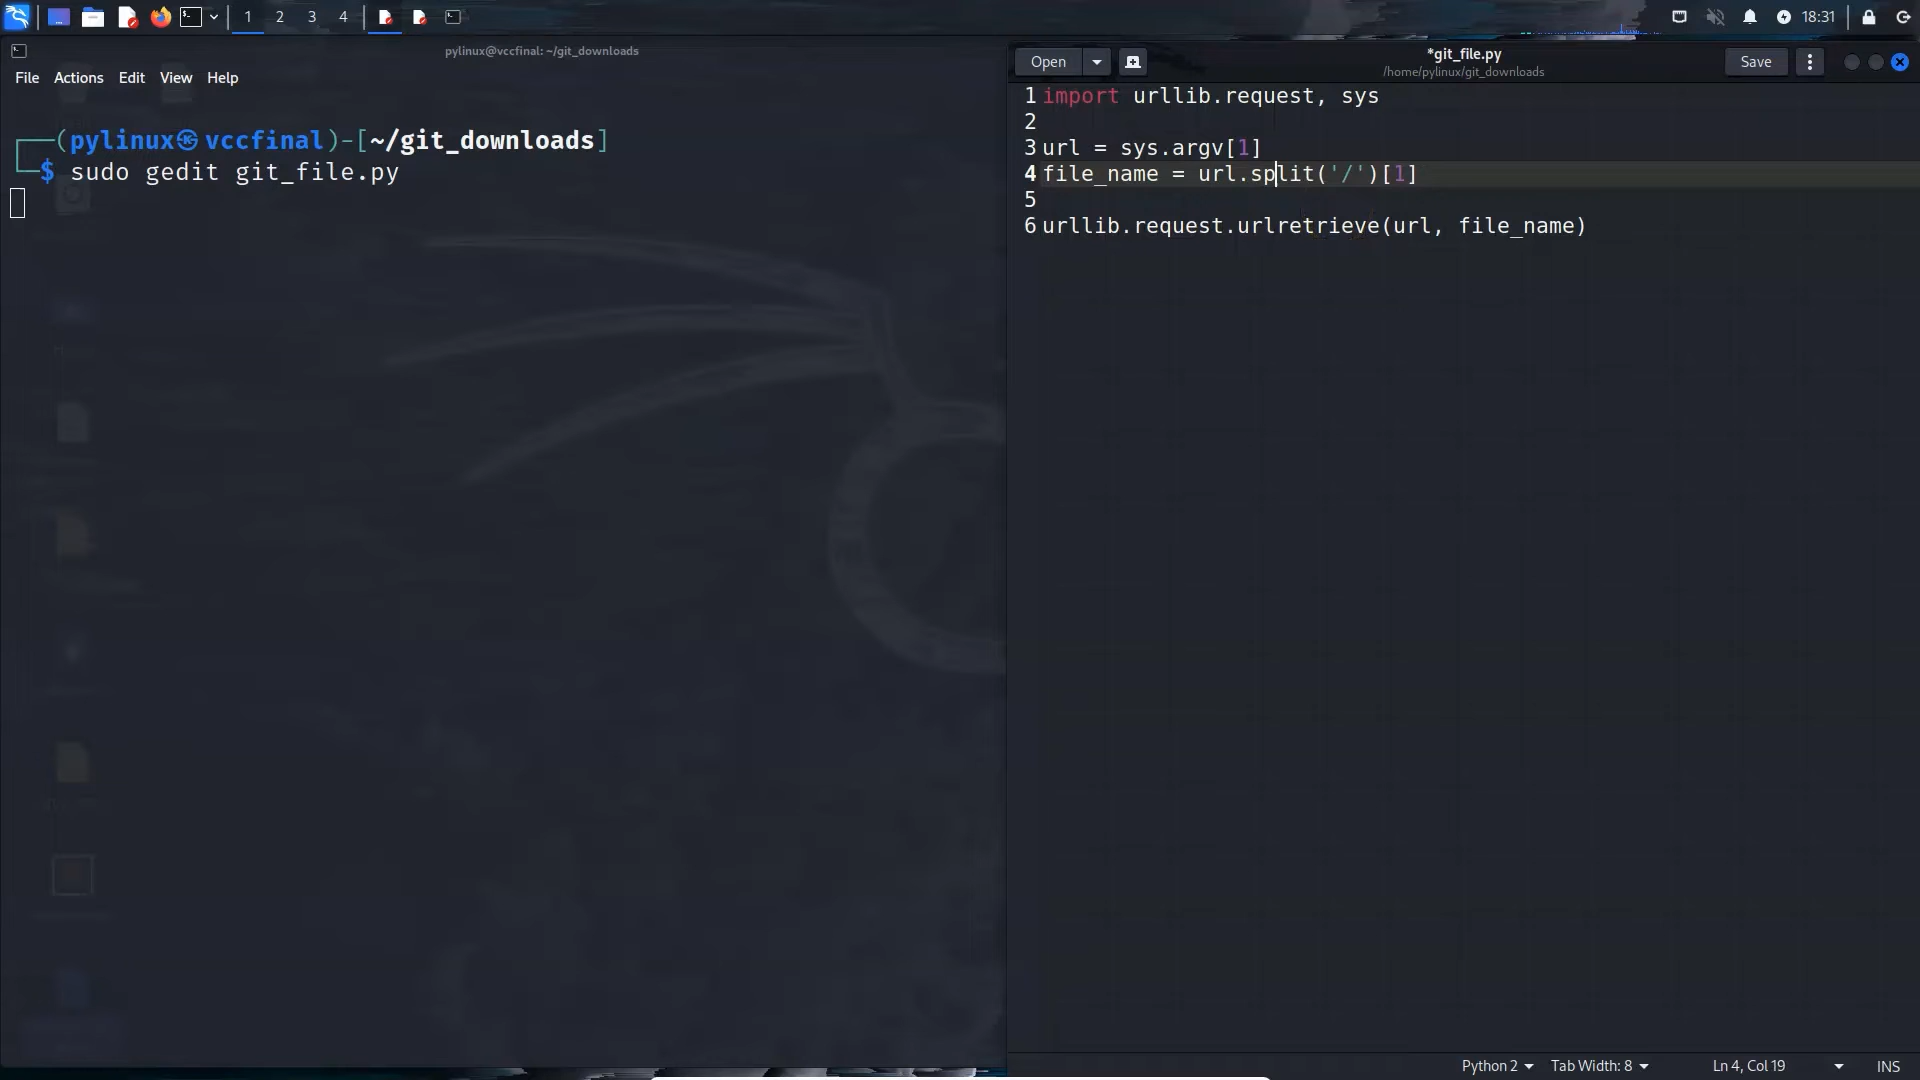 1 2 3 4 18:31
pylinux@vccfinal: ~/git_downloads
File Actions Edit View Help
(pylinux㉿vccfinal)-[~/git_downloads]
$ sudo gedit git_file.py
Open *git_file.py Save
/home/pylinux/git_downloads
1 import urllib.request, sys
2
3 url = sys.argv[1]
4 file_name = url.split('/')[1]
5
6 urllib.request.urlretrieve(url, file_name)
Python 2 Tab Width: 8 Ln 4, Col 19 INS